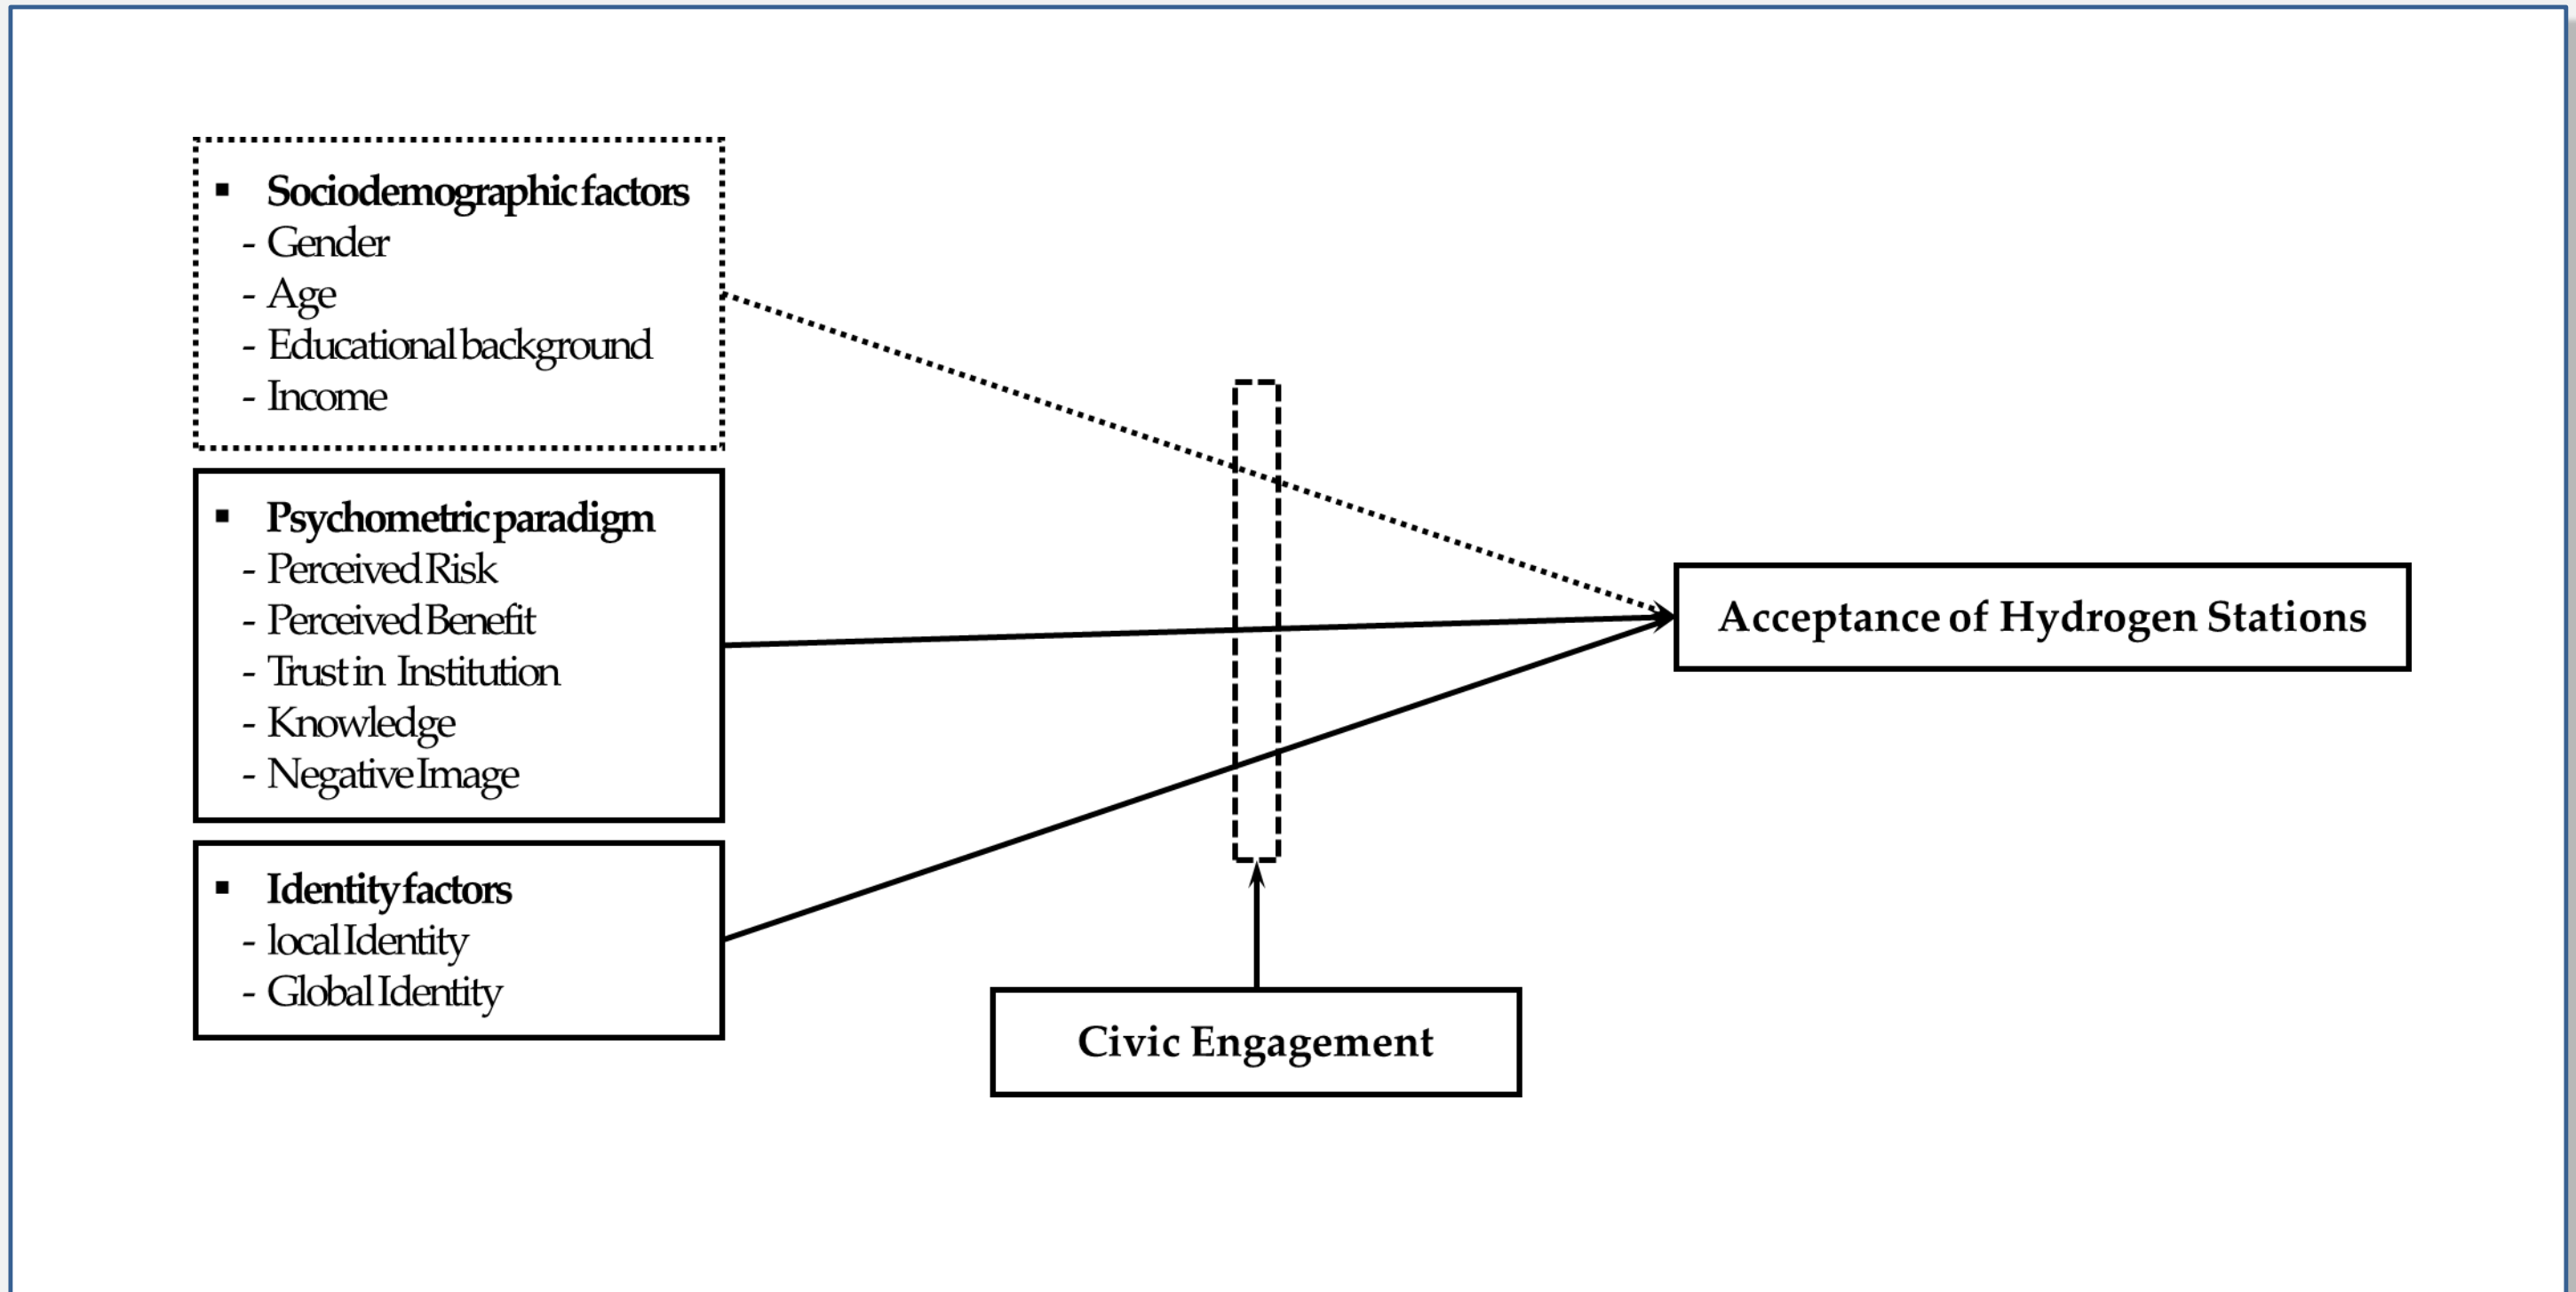 ▪ Sociodemographic factors
- Gender
- Age
- Educational background
- Income
▪ Psychometric paradigm
- Perceived Risk
- Perceived Benefit
- Trust in Institution
- Knowledge
- Negative Image
▪ Identity factors
- local Identity
- Global Identity
Acceptance of Hydrogen Stations
Civic Engagement